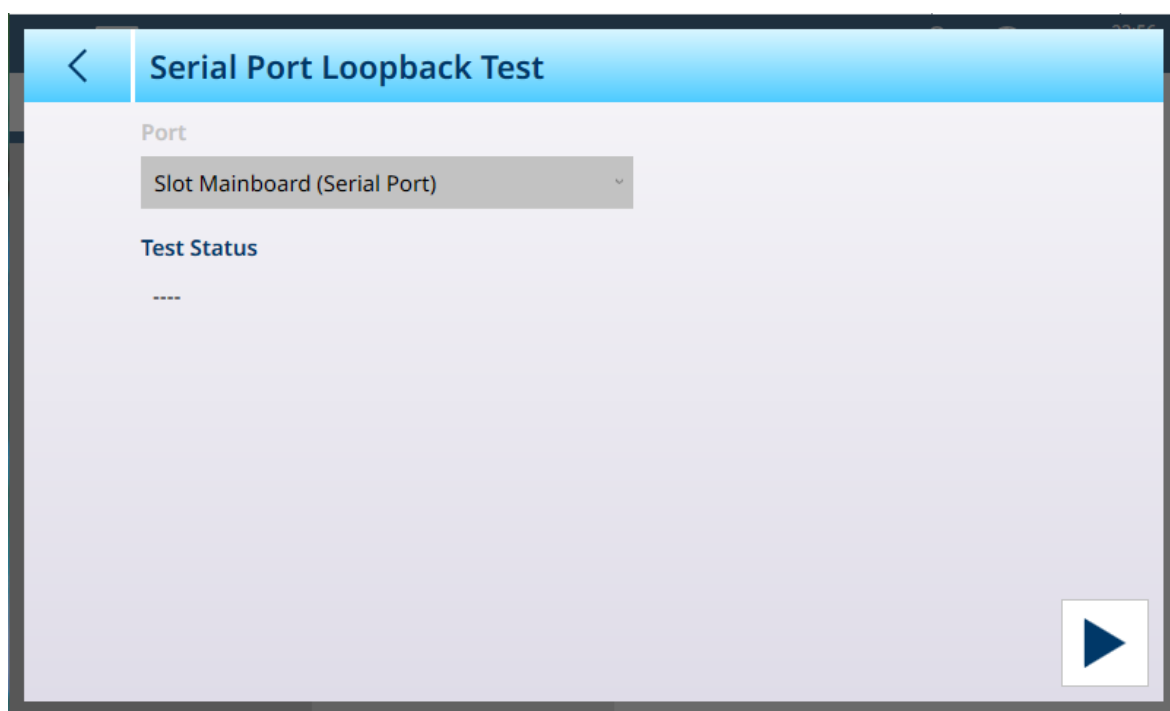 Serial Port Loopback Test
Port
Slot Mainboard (Serial Port)
Test Status
----